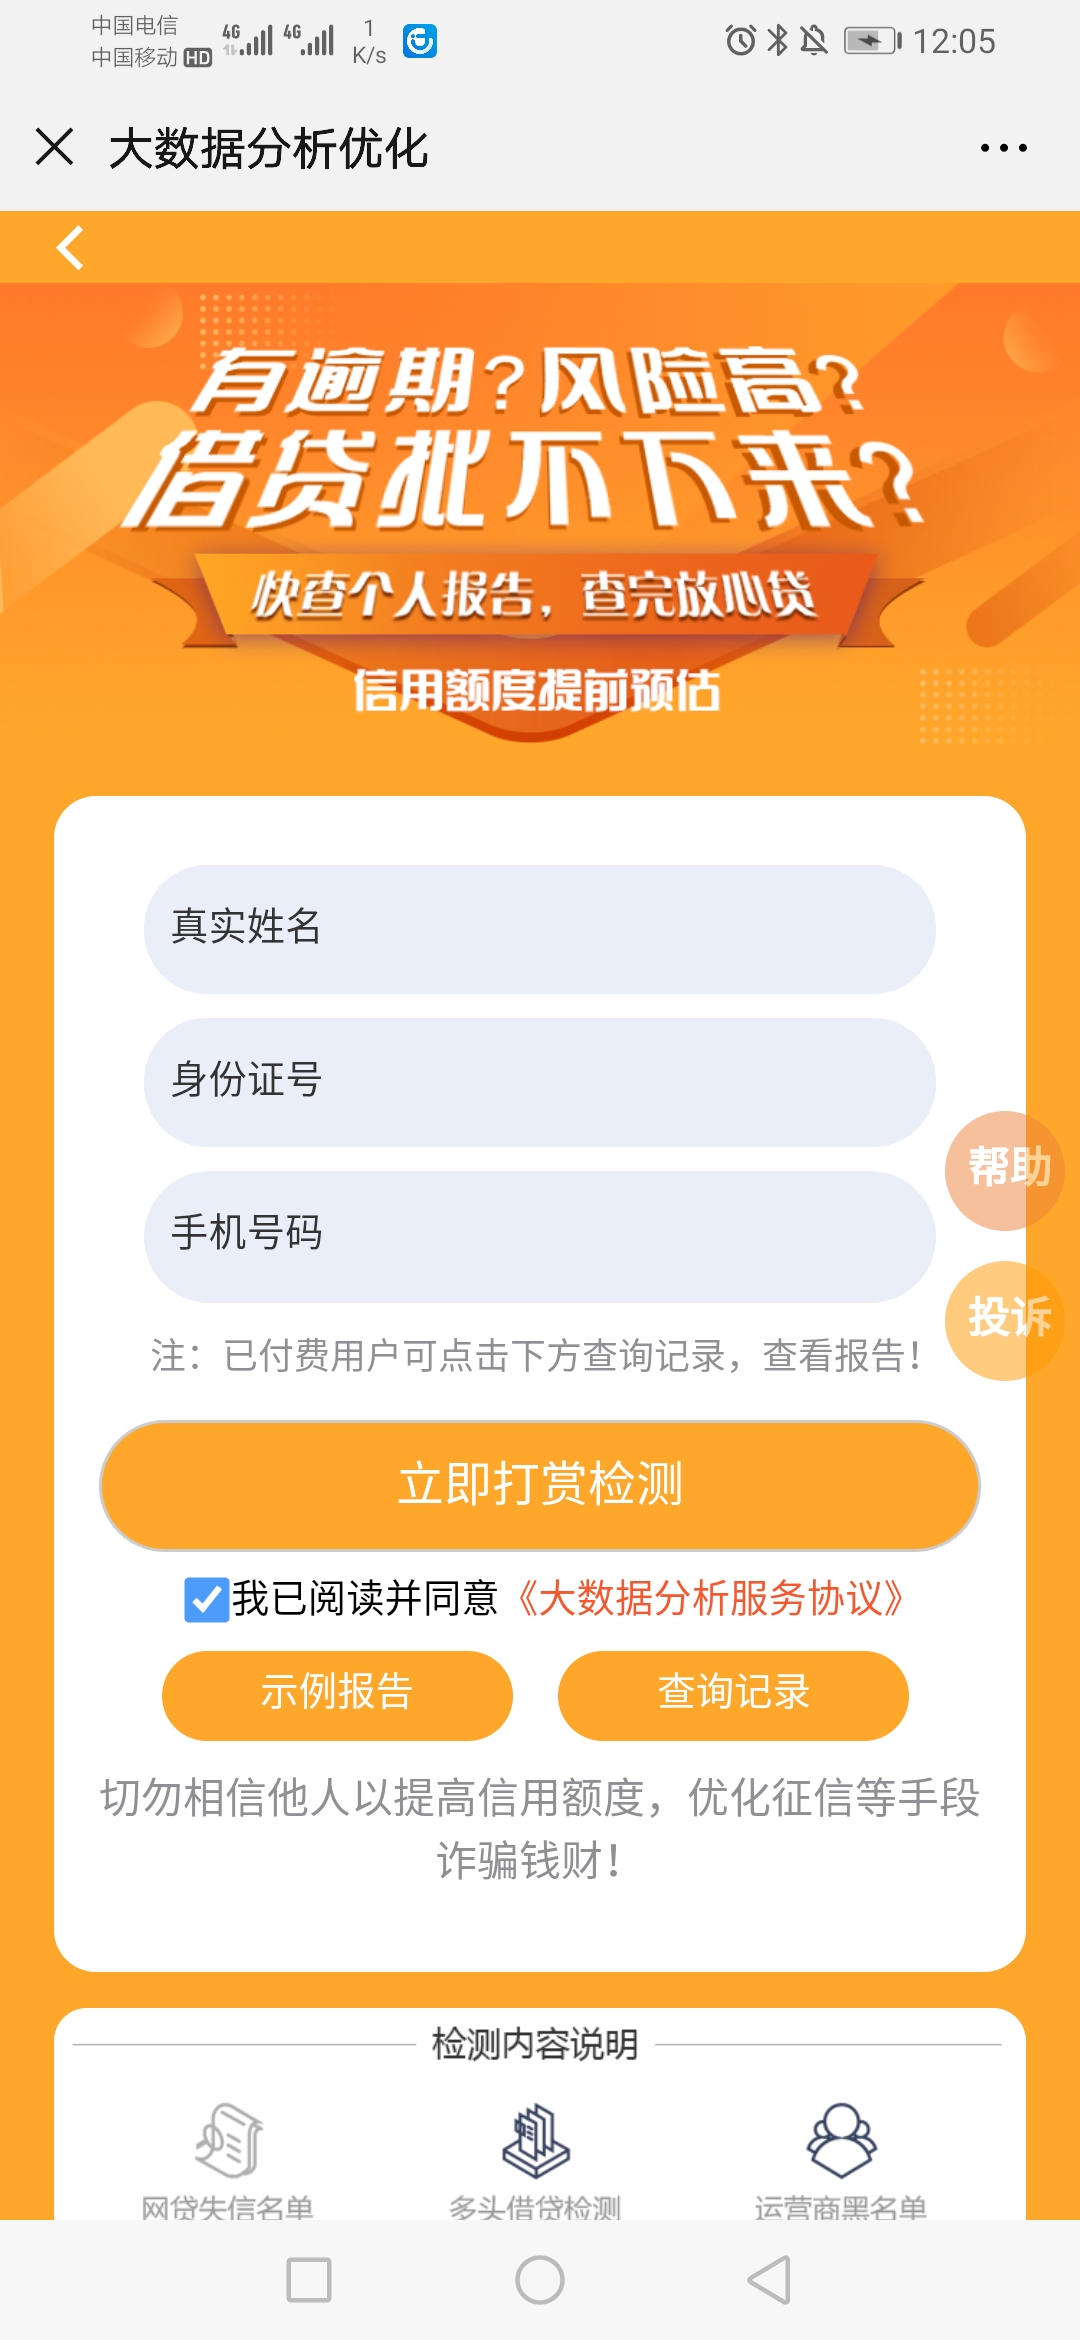 中国电信
中国移动 HD 4G 4G 1 K/s 12:05
大数据分析优化
有逾期?风险高?
借贷批不下来?
快查个人报告，查完放心贷
信用额度提前预估
真实姓名
身份证号
手机号码
帮助
投诉
注：已付费用户可点击下方查询记录，查看报告！
立即打赏检测
我已阅读并同意《大数据分析服务协议》
示例报告 查询记录
切勿相信他人以提高信用额度，优化征信等手段
诈骗钱财！
检测内容说明
网贷失信名单 多头借贷检测 运营商黑名单